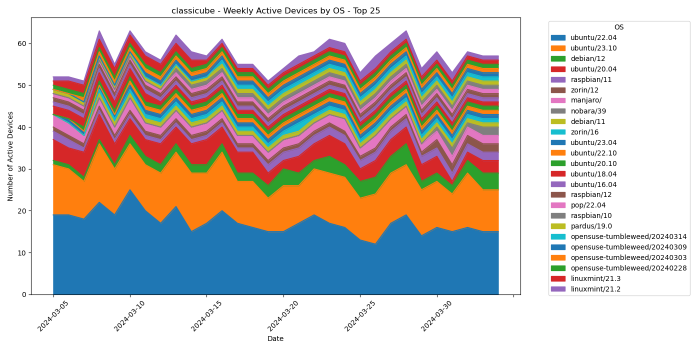 classicube - Weekly Active Devices by OS - Top 25
Number of Active Devices
60
50
40
30
20
10
0
2024-03-05
2024-03-10
2024-03-15
2024-03-20
2024-03-25
2024-03-30
Date
OS
ubuntu/22.04
ubuntu/23.10
debian/12
ubuntu/20.04
raspbian/11
zorin/12
manjaro/
nobara/39
debian/11
zorin/16
ubuntu/23.04
ubuntu/22.10
ubuntu/20.10
ubuntu/18.04
ubuntu/16.04
raspbian/12
pop/22.04
raspbian/10
pardus/19.0
opensuse-tumbleweed/20240314
opensuse-tumbleweed/20240309
opensuse-tumbleweed/20240303
opensuse-tumbleweed/20240228
linuxmint/21.3
linuxmint/21.2